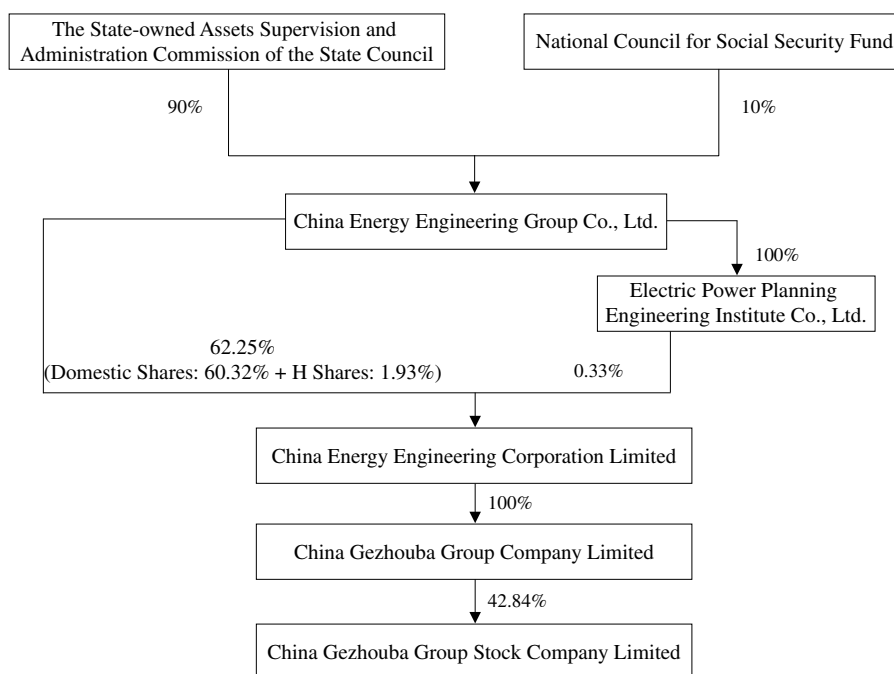 The State-owned Assets Supervision and
Administration Commission of the State Council
National Council for Social Security Fund
90%
10%
China Energy Engineering Group Co., Ltd.
100%
Electric Power Planning
Engineering Institute Co., Ltd.
62.25%
(Domestic Shares: 60.32% + H Shares: 1.93%)
0.33%
China Energy Engineering Corporation Limited
100%
China Gezhouba Group Company Limited
42.84%
China Gezhouba Group Stock Company Limited